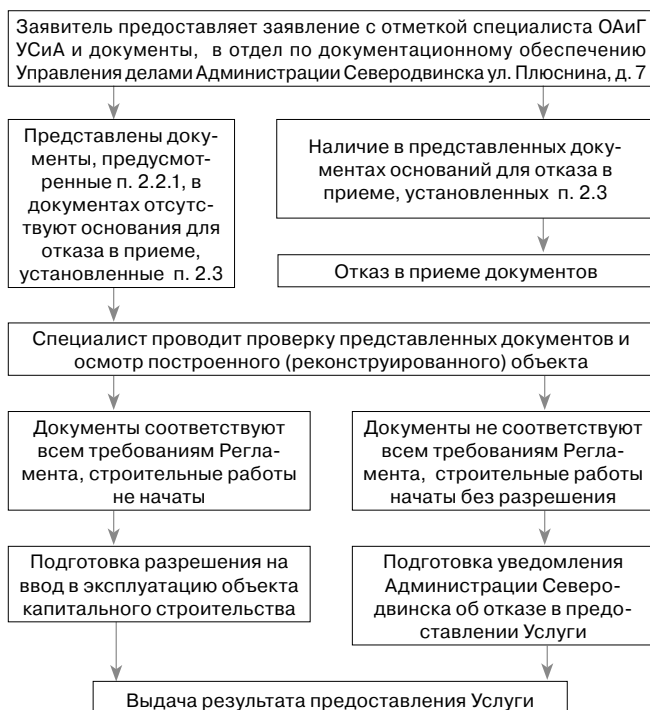 Заявитель предоставляет заявление с отметкой специалиста ОАиГ
УСиА и документы, в отдел по документационному обеспечению
Управления делами Администрации Северодвинска ул. Плюснина, д. 7
Представлены доку-
менты, предусмот-
ренные п. 2.2.1, в
документах отсутс-
твуют основания для
отказа в приеме,
установленные п. 2.3
Наличие в представленных доку-
ментах оснований для отказа в
приеме, установленных п. 2.3
Отказ в приеме документов
Специалист проводит проверку представленных документов и
осмотр построенного (реконструированного) объекта
Документы соответствуют
всем требованиям Регла-
мента, строительные работы
не начаты
Документы не соответствуют
всем требованиям Регла-
мента, строительные работы
начаты без разрешения
Подготовка разрешения на
ввод в эксплуатацию объекта
капитального строительства
Подготовка уведомления
Администрации Северо-
двинска об отказе в предо-
ставлении Услуги
Выдача результата предоставления Услуги